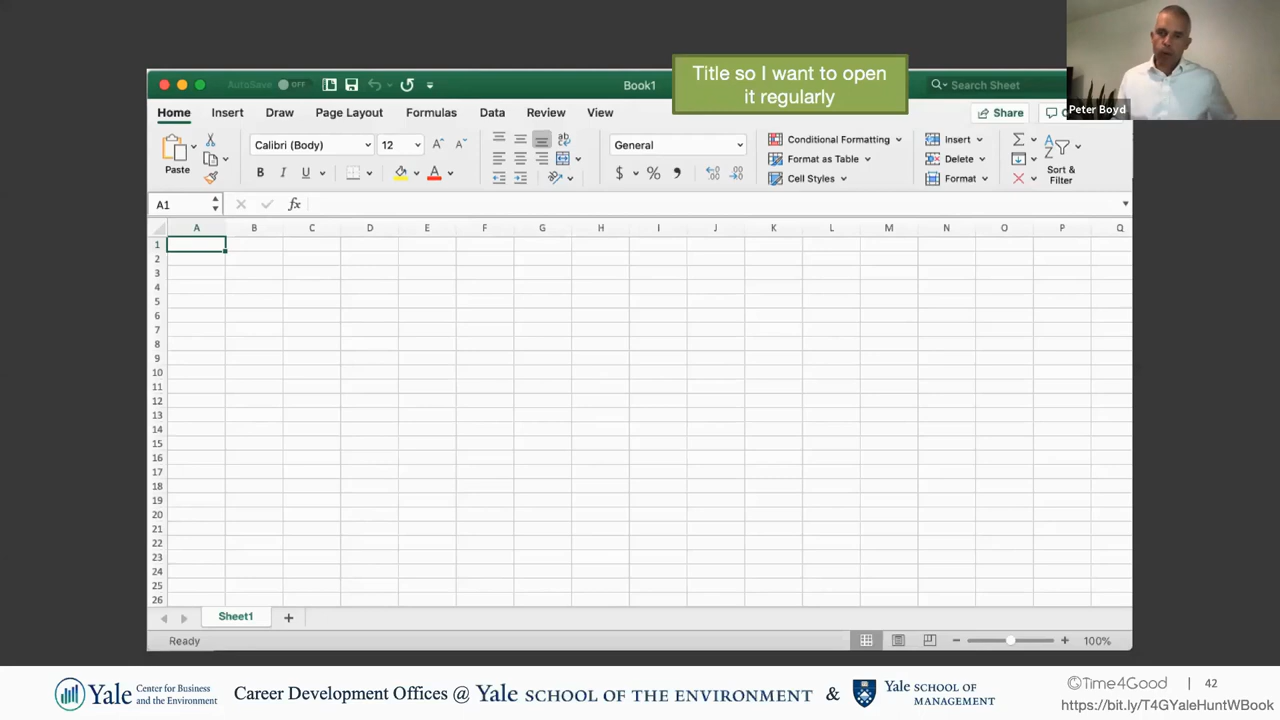 AutoSave OFF
Book1
Title so I want to open
it regularly
Search Sheet
Peter Boyd
Home Insert Draw Page Layout Formulas Data Review View
Share
Paste
Calibri (Body) 12
A^ A˅
B I U
A
ab
General
$ % ,
Conditional Formatting
Format as Table
Cell Styles
Insert
Delete
Format
Sort &
Filter
A1
fx
A B C D E F G H I J K L M N O P Q
1
2
3
4
5
6
7
8
9
10
11
12
13
14
15
16
17
18
19
20
21
22
23
24
25
26
Sheet1 +
Ready
100%
Yale Center for Business
and the Environment
Career Development Offices @ Yale SCHOOL OF THE ENVIRONMENT &
Yale SCHOOL OF
MANAGEMENT
©Time4Good | 42
https://bit.ly/T4GYaleHuntWBook